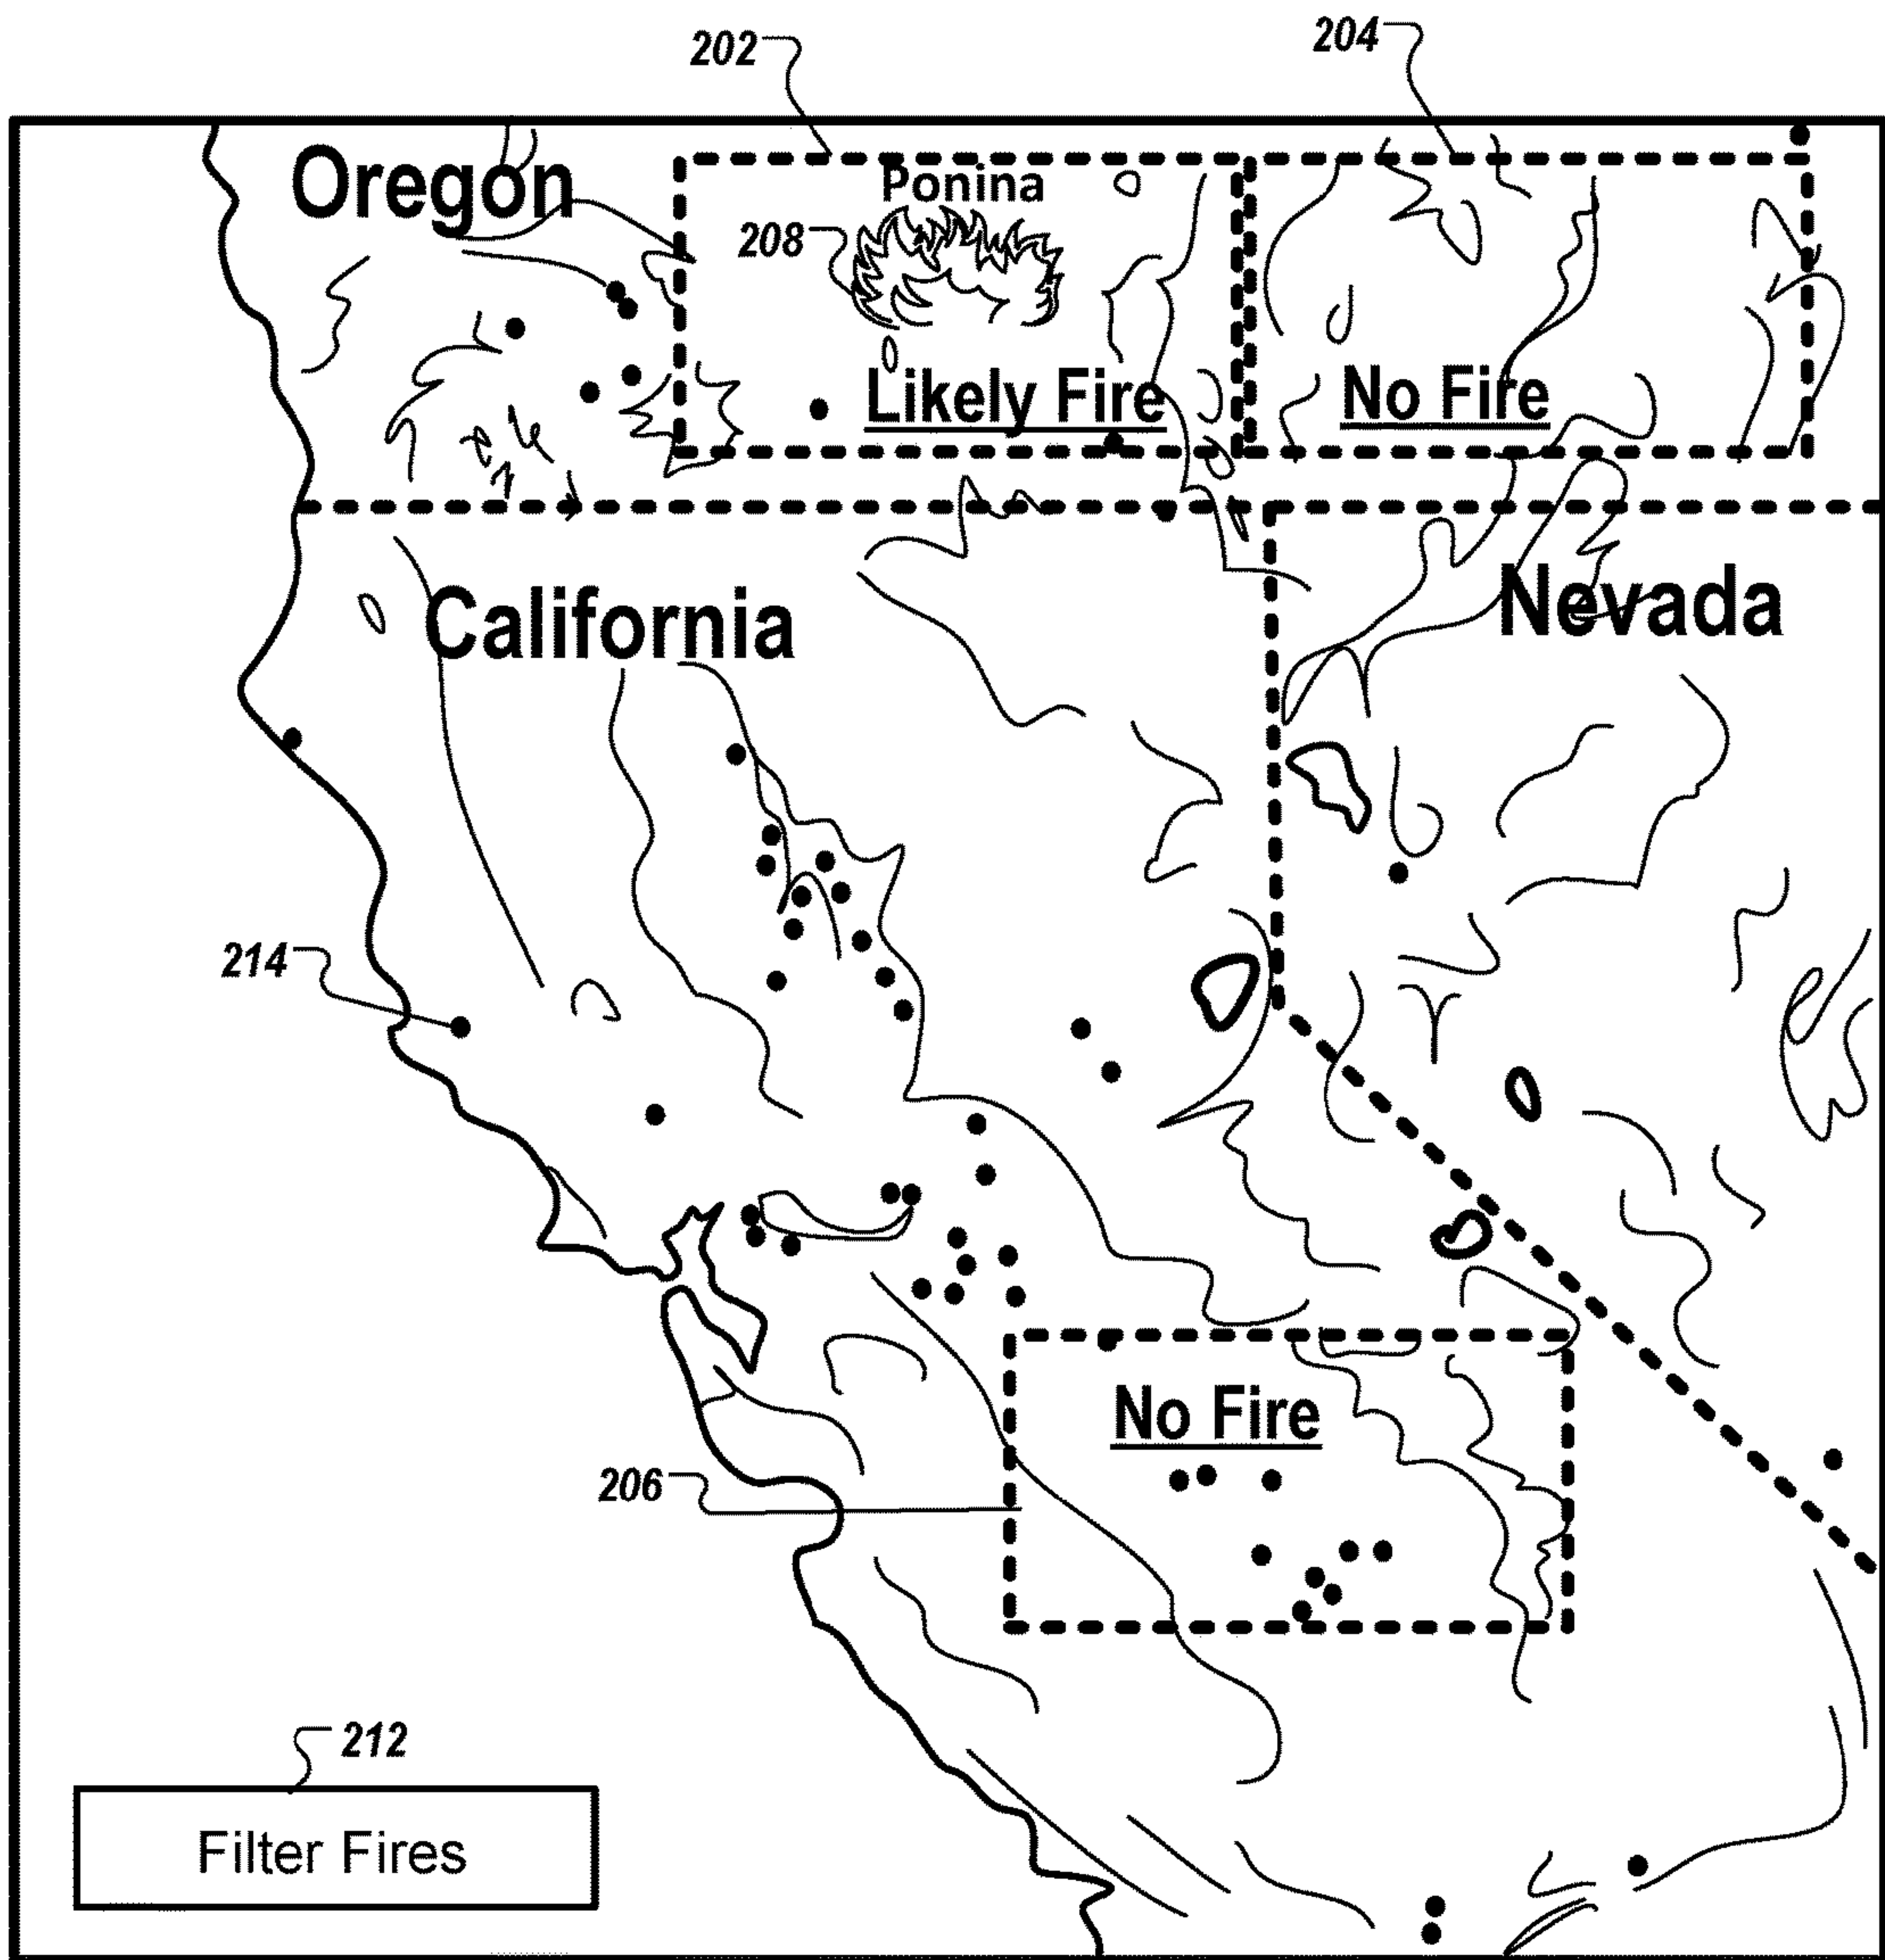 202
204
Oregon
Ponina
208
Likely Fire
No Fire
California
Nevada
214
No Fire
206
212
Filter Fires